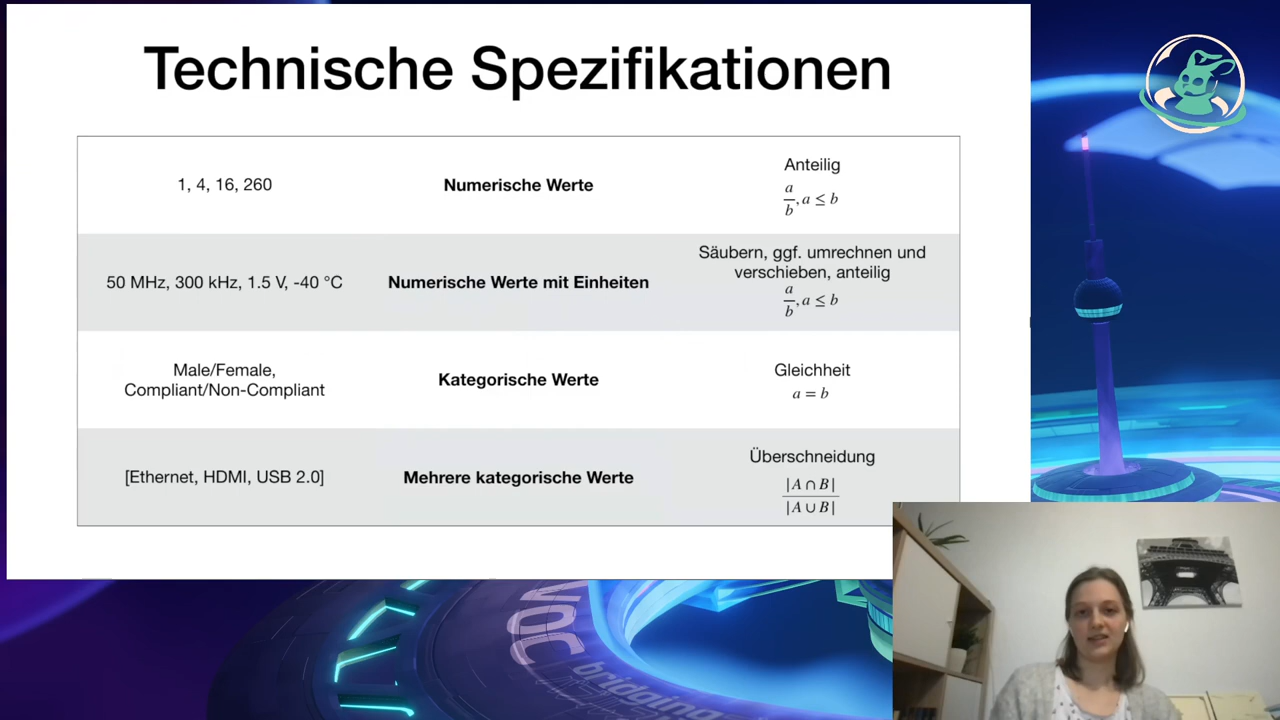 Technische Spezifikationen
1, 4, 16, 260
Numerische Werte
Anteilig
a/b, a ≤ b
50 MHz, 300 kHz, 1.5 V, -40 °C
Numerische Werte mit Einheiten
Säubern, ggf. umrechnen und
verschieben, anteilig
a/b, a ≤ b
Male/Female,
Compliant/Non-Compliant
Kategorische Werte
Gleichheit
a = b
[Ethernet, HDMI, USB 2.0]
Mehrere kategorische Werte
Überschneidung
|A ∩ B|
|A ∪ B|
VOC
bridging